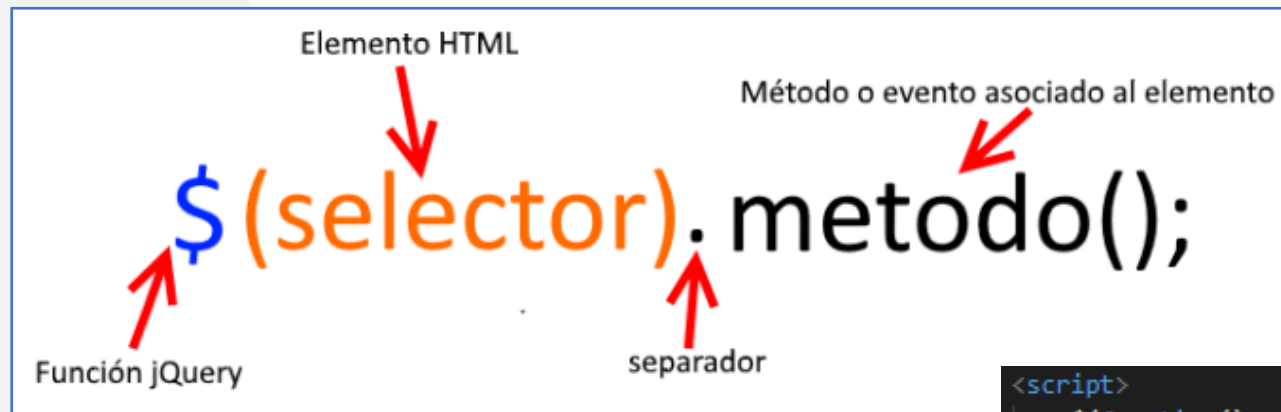 Elemento HTML
Método o evento asociado al elemento
$(selector).metodo();
Función jQuery
separador
<script>